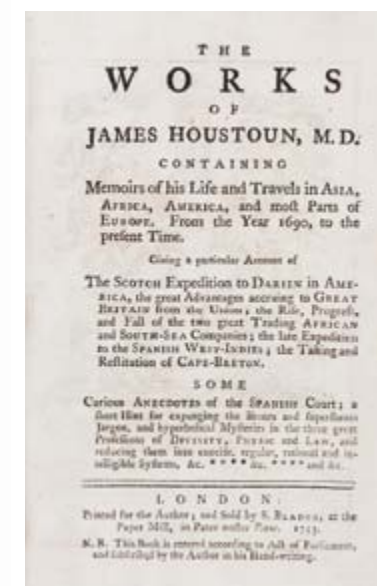 THE
WORKS
OF
JAMES HOUSTOUN, M.D.
CONTAINING
Memoirs of his Life and Travels in ASIA,
AFRICA, AMERICA, and most Parts of
EUROPE. From the Year 1690, to the
present Time.
Giving a particular Account of
The SCOTCH Expedition to DARIEN in AME-
RICA, the great Advantages accruing to GREAT
BRITAIN from the Union; the Rise, Progress,
and Fall of the two great Trading AFRICAN
and SOUTH-SEA Companies; the late Expedition
to the SPANISH WEST-INDIES; the Taking and
Restitution of CAPE-BRETON.
SOME
Curious ANECDOTES of the SPANISH Court; a
short Hint for expunging the and superfluous
Jargon, and hyperbolical Mysteries in the three great
Professions of DIVINITY, PHYSIC and LAW, and
reducing them into concise, regular, rational and in-
telligible Systems, &c. **** &c. **** and &c.
LONDON:
Printed for the Author; and Sold by S. BLADON, at the
Paper Mill, in Pater-noster Row. 1753.
N.B. This Book is entered according to Act of Parliament,
and subscrib'd by the Author in his Hand-writing.